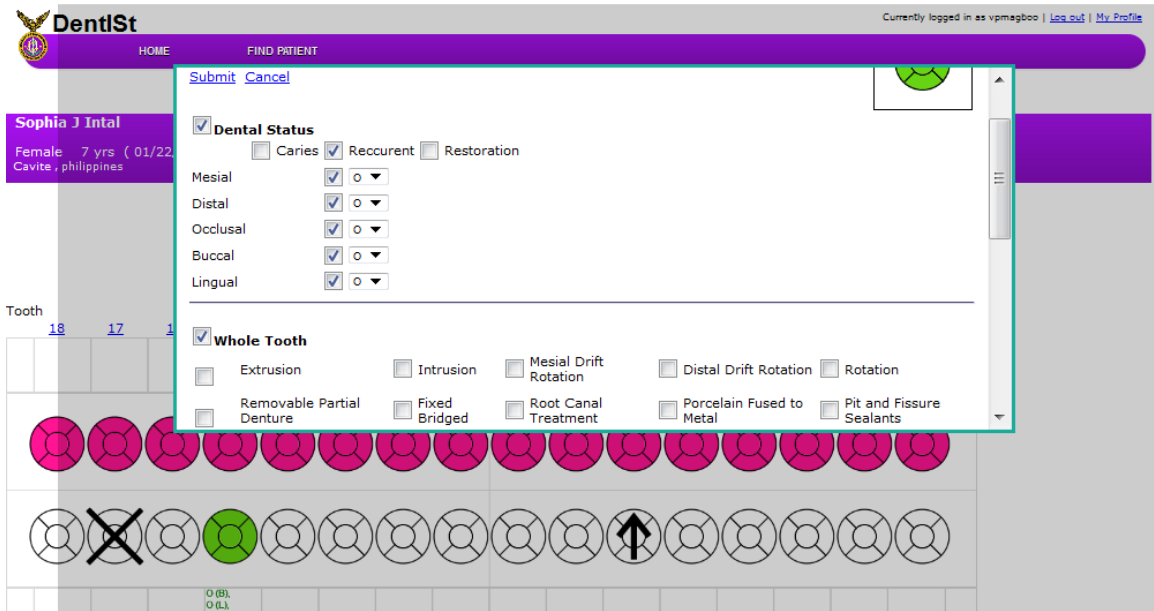 DentISt
Currently logged in as vpmagboo | Log out | My Profile
HOME FIND PATIENT
Submit Cancel
Sophia J Intal
Female 7 yrs ( 01/22,
Cavite , philippines
Dental Status
Caries Reccurent Restoration
Mesial O
Distal O
Occlusal O
Buccal O
Lingual O
Tooth
18 17 1
Whole Tooth
Extrusion Intrusion Mesial Drift Rotation Distal Drift Rotation Rotation
Removable Partial Denture Fixed Bridged Root Canal Treatment Porcelain Fused to Metal Pit and Fissure Sealants
O (B),
O (L),